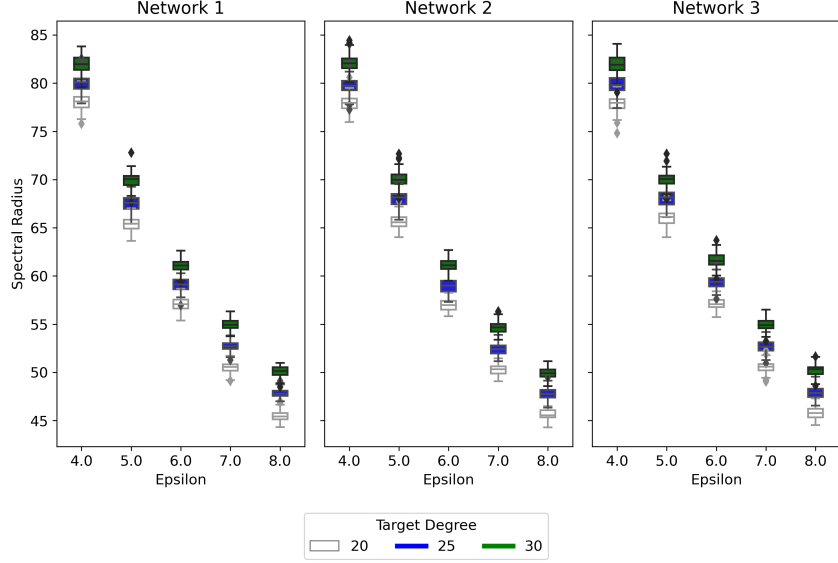 Network 1
Network 2
Network 3
Spectral Radius
85
80
75
70
65
60
55
50
45
4.0 5.0 6.0 7.0 8.0
4.0 5.0 6.0 7.0 8.0
4.0 5.0 6.0 7.0 8.0
Epsilon
Epsilon
Epsilon
Target Degree
20 25 30